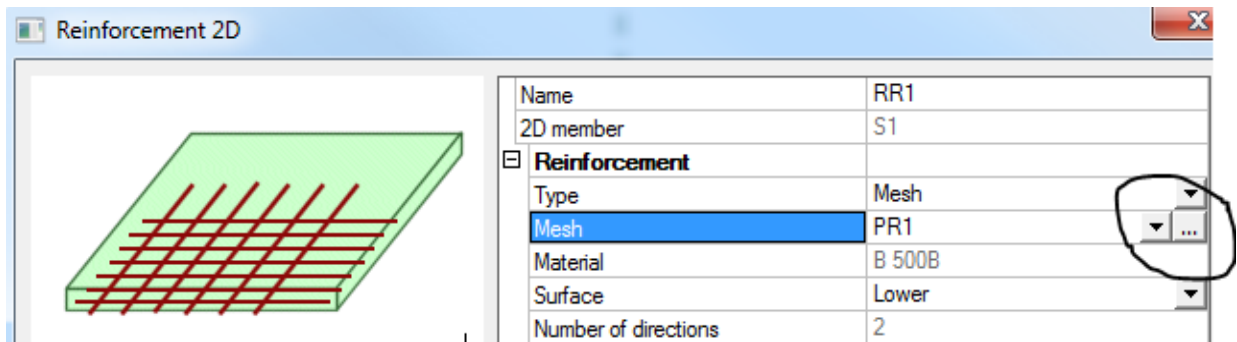 Reinforcement 2D
Name RR1
2D member S1
Reinforcement
Type Mesh
Mesh PR1 ...
Material B 500B
Surface Lower
Number of directions 2